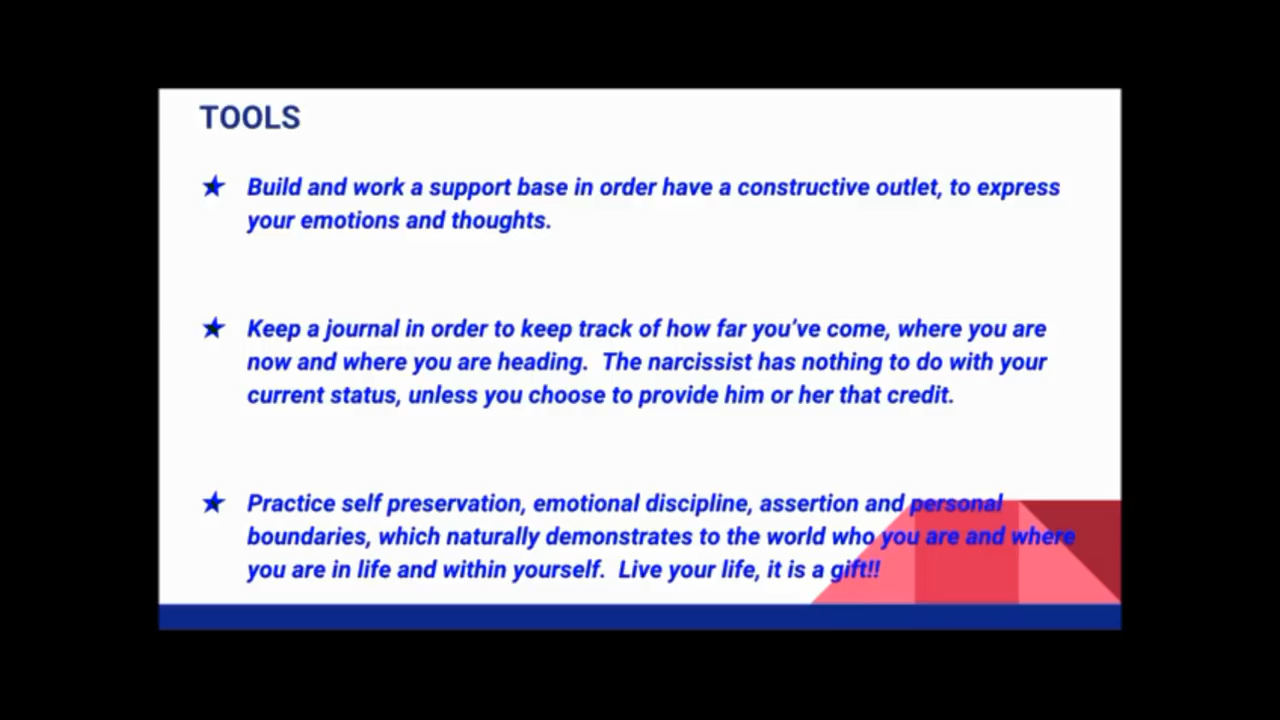 TOOLS
Build and work a support base in order have a constructive outlet, to express
your emotions and thoughts.
Keep a journal in order to keep track of how far you’ve come, where you are
now and where you are heading.  The narcissist has nothing to do with your
current status, unless you choose to provide him or her that credit.
Practice self preservation, emotional discipline, assertion and personal
boundaries, which naturally demonstrates to the world who you are and where
you are in life and within yourself.  Live your life, it is a gift!!